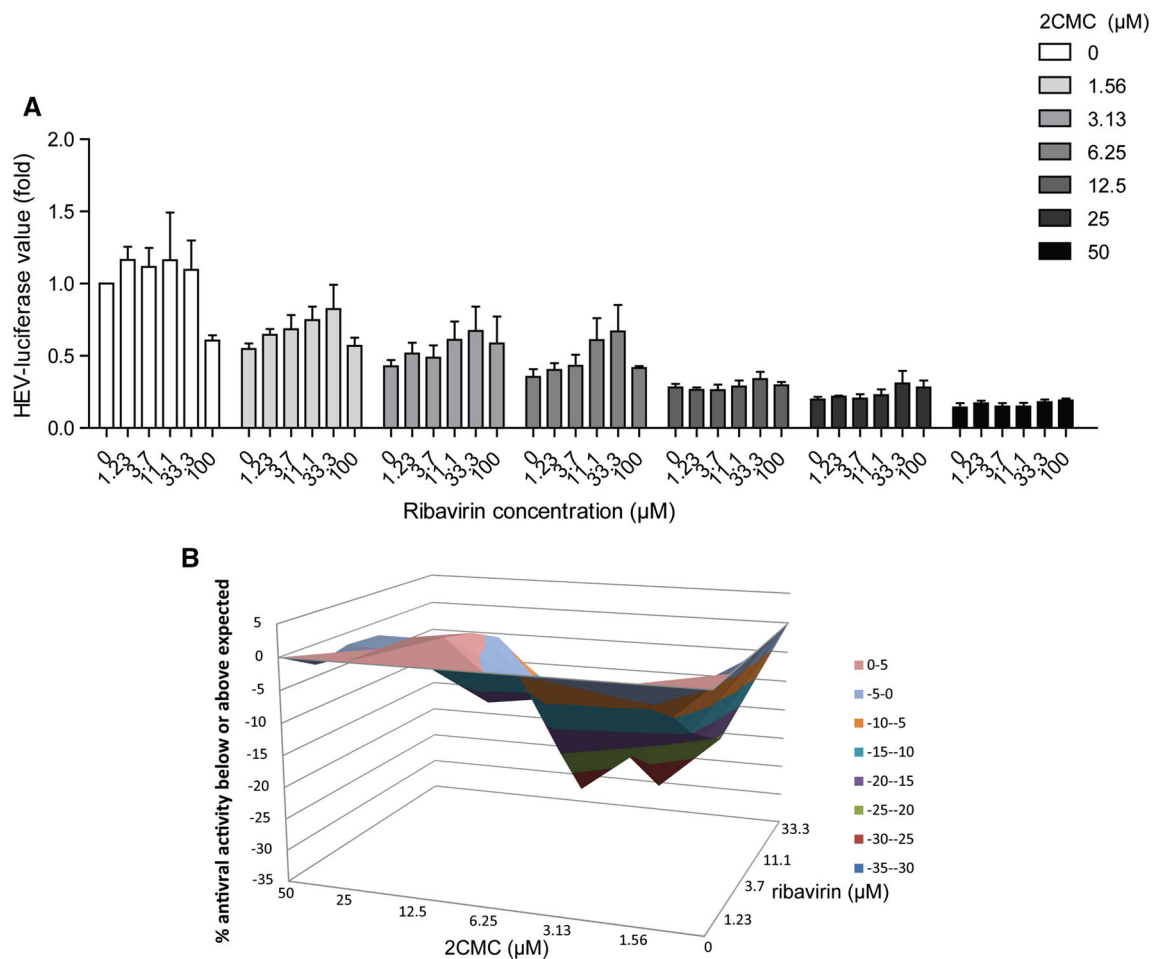 2CMC (µM)
0
1.56
3.13
6.25
12.5
25
50
A
HEV-luciferase value (fold)
2.0
1.5
1.0
0.5
0.0
0 1.23 3.7 11.1 33.3 100
0 1.23 3.7 11.1 33.3 100
0 1.23 3.7 11.1 33.3 100
0 1.23 3.7 11.1 33.3 100
0 1.23 3.7 11.1 33.3 100
0 1.23 3.7 11.1 33.3 100
0 1.23 3.7 11.1 33.3 100
Ribavirin concentration (µM)
B
% antivral activity below or above expected
5
0
-5
-10
-15
-20
-25
-30
-35
50
25
12.5
6.25
3.13
1.56
0
2CMC (µM)
33.3
11.1
3.7
1.23
ribavirin (µM)
0-5
-5-0
-10--5
-15--10
-20--15
-25--20
-30--25
-35--30